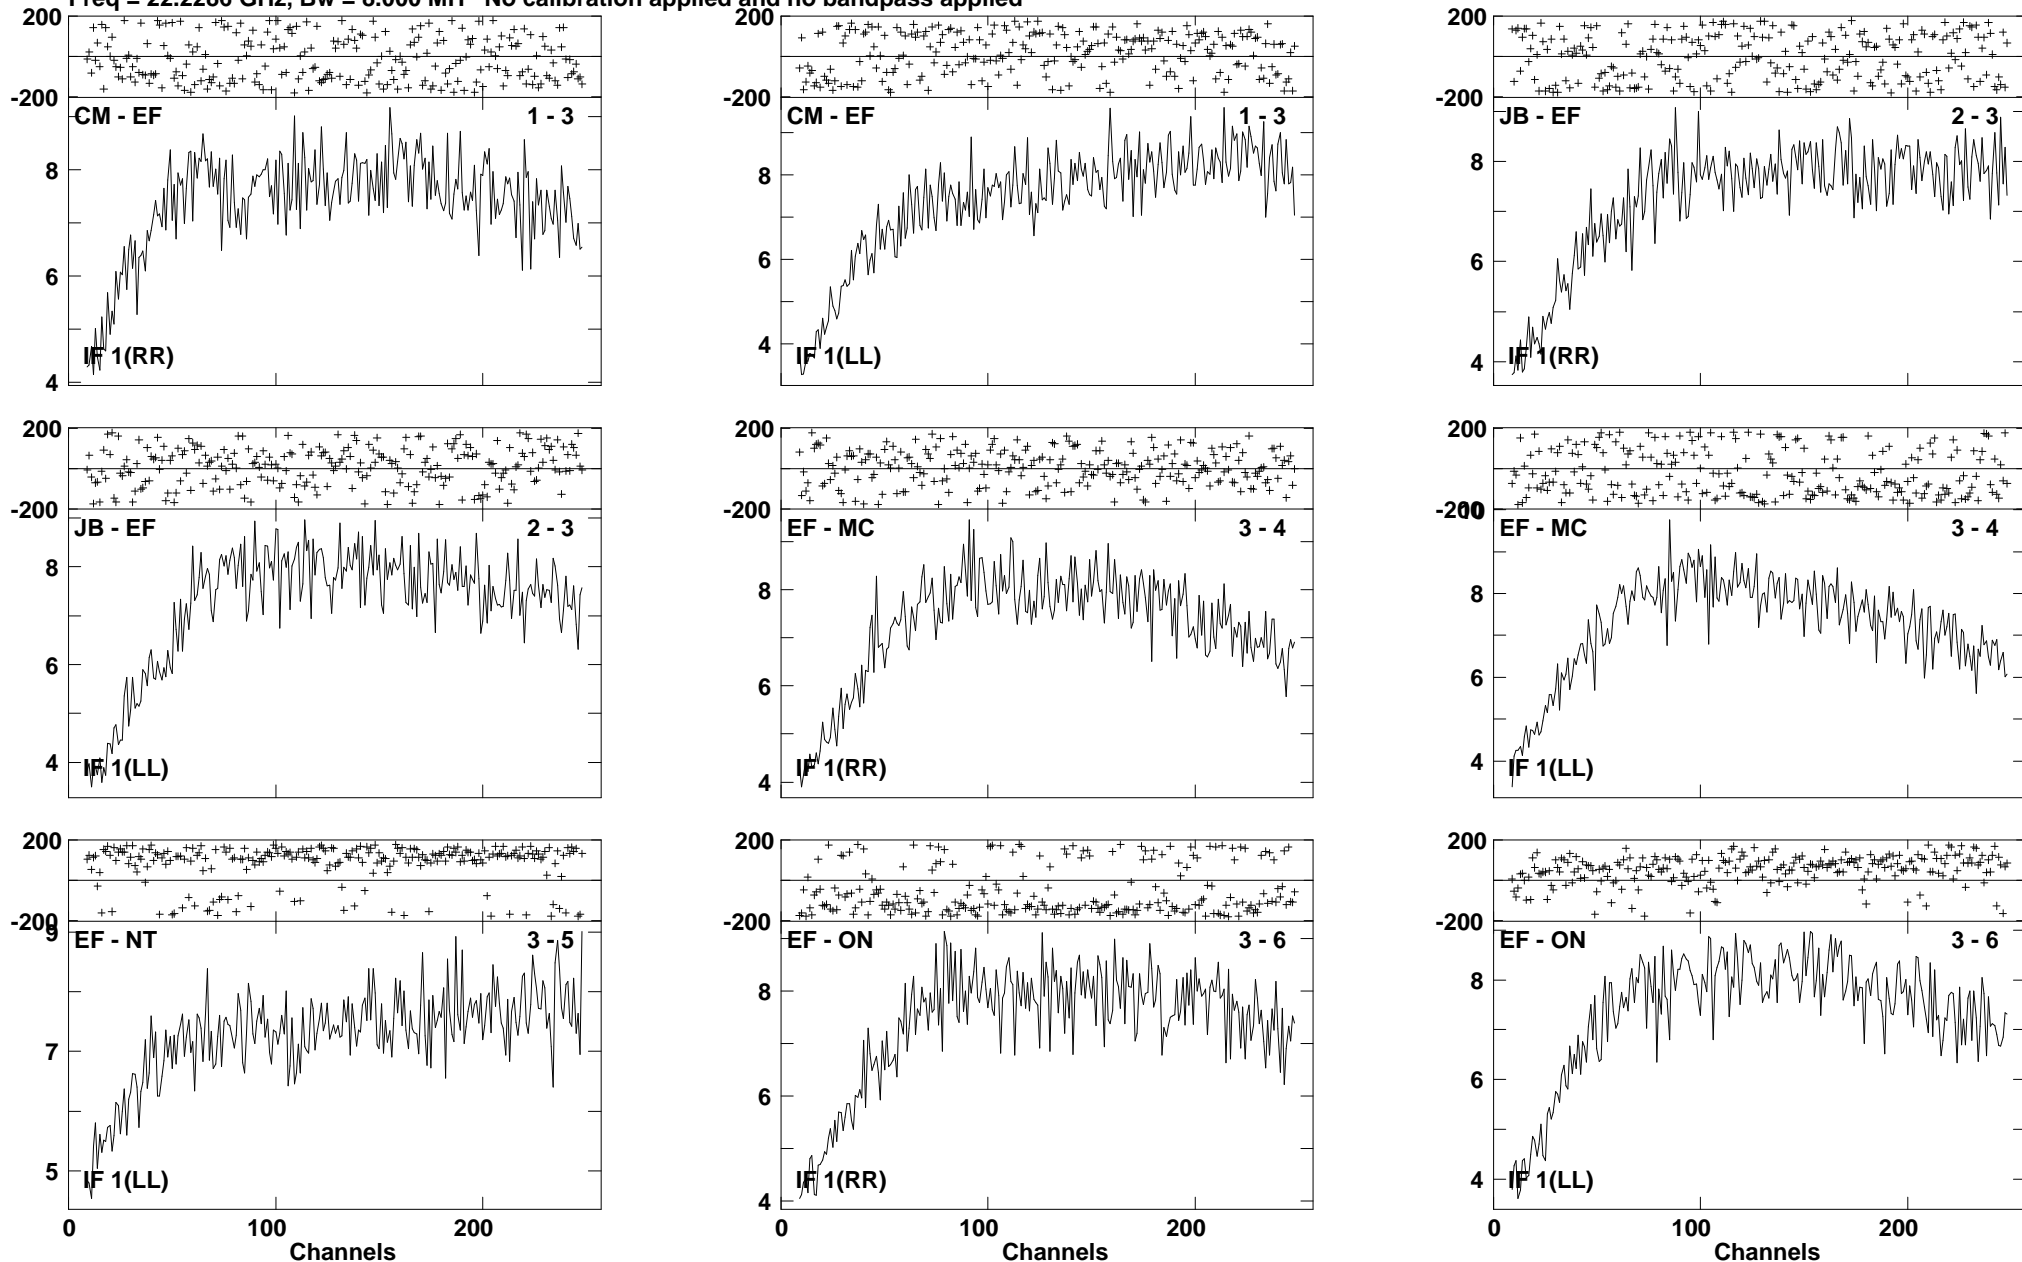 Freq = 22.2286 GHz, Bw = 8.000 MH No calibration applied and no bandpass applied
200
-200
CM - EF 1 - 3
8
6
4
IF 1(RR)
200
-200
CM - EF 1 - 3
8
6
4
IF 1(LL)
200
-200
JB - EF 2 - 3
8
6
4
IF 1(RR)
200
-200
JB - EF 2 - 3
8
6
4
IF 1(LL)
200
-200
EF - MC 3 - 4
8
6
4
IF 1(RR)
200
-200
10
EF - MC 3 - 4
8
6
4
IF 1(LL)
200
-200
9
EF - NT 3 - 5
7
5
IF 1(LL)
0 100 200
Channels
200
-200
EF - ON 3 - 6
8
6
4
IF 1(RR)
0 100 200
Channels
200
-200
EF - ON 3 - 6
8
6
4
IF 1(LL)
0 100 200
Channels